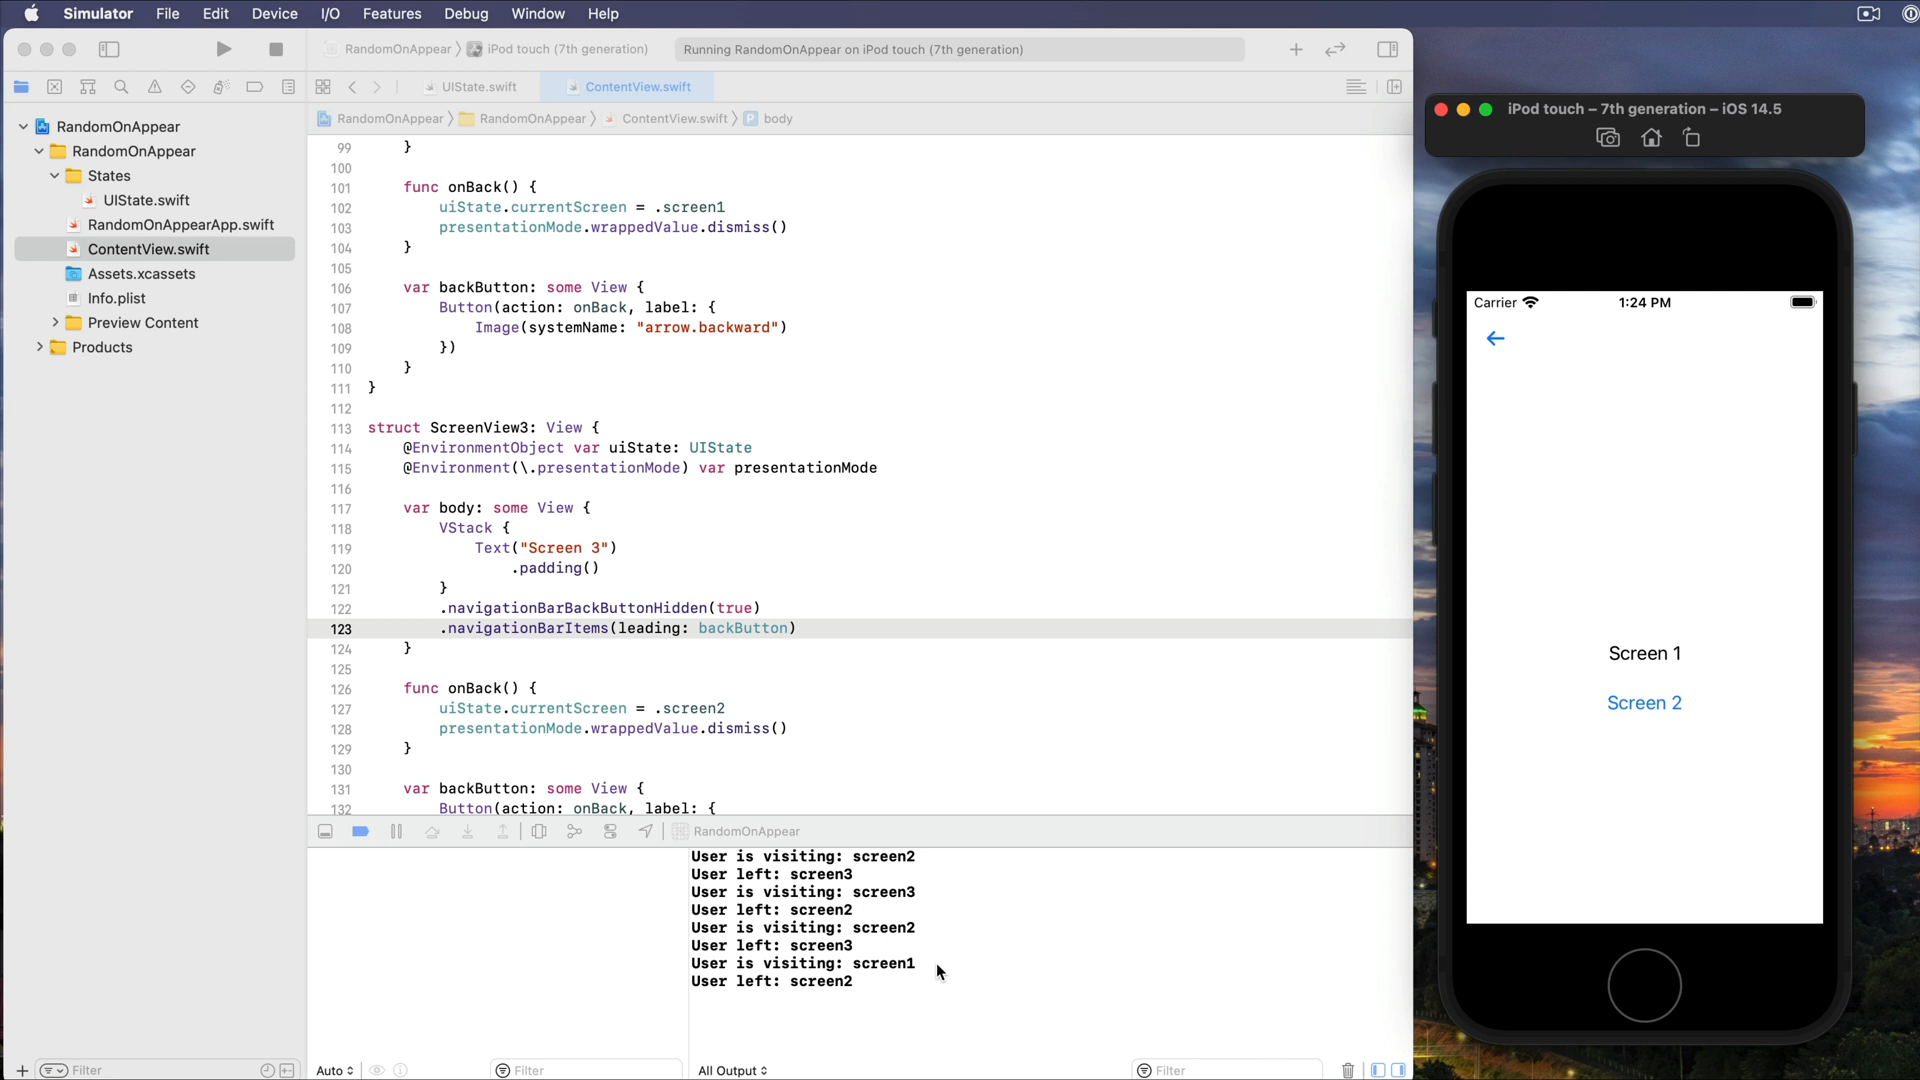 Simulator File Edit Device I/O Features Debug Window Help
RandomOnAppear iPod touch (7th generation) Running RandomOnAppear on iPod touch (7th generation)
UIState.swift ContentView.swift
RandomOnAppear RandomOnAppear ContentView.swift P body
RandomOnAppear
RandomOnAppear
States
UIState.swift
RandomOnAppearApp.swift
ContentView.swift
Assets.xcassets
Info.plist
Preview Content
Products
Filter
99 }
100
101 func onBack() {
102 uiState.currentScreen = .screen1
103 presentationMode.wrappedValue.dismiss()
104 }
105
106 var backButton: some View {
107 Button(action: onBack, label: {
108 Image(systemName: "arrow.backward")
109 })
110 }
111 }
112
113 struct ScreenView3: View {
114 @EnvironmentObject var uiState: UIState
115 @Environment(\.presentationMode) var presentationMode
116
117 var body: some View {
118 VStack {
119 Text("Screen 3")
120 .padding()
121 }
122 .navigationBarBackButtonHidden(true)
123 .navigationBarItems(leading: backButton)
124 }
125
126 func onBack() {
127 uiState.currentScreen = .screen2
128 presentationMode.wrappedValue.dismiss()
129 }
130
131 var backButton: some View {
132 Button(action: onBack, label: {
RandomOnAppear
User is visiting: screen2
User left: screen3
User is visiting: screen3
User left: screen2
User is visiting: screen2
User left: screen3
User is visiting: screen1
User left: screen2
Auto Filter All Output Filter
iPod touch – 7th generation – iOS 14.5
Carrier 1:24 PM
Screen 1
Screen 2